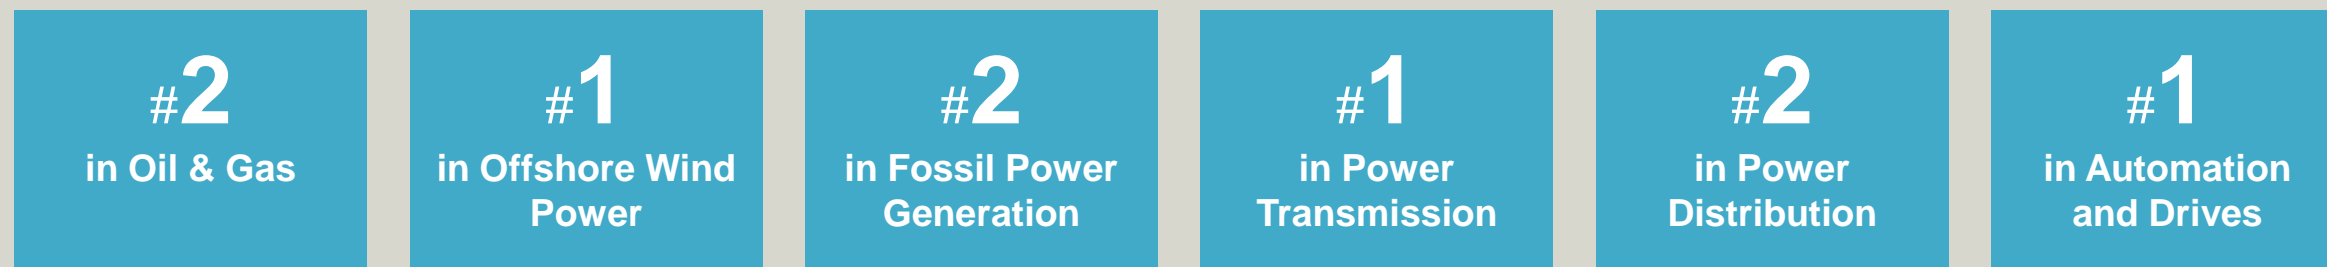 #2
in Oil & Gas
#1
in Offshore Wind
Power
#2
in Fossil Power
Generation
#1
in Power
Transmission
#2
in Power
Distribution
#1
in Automation
and Drives